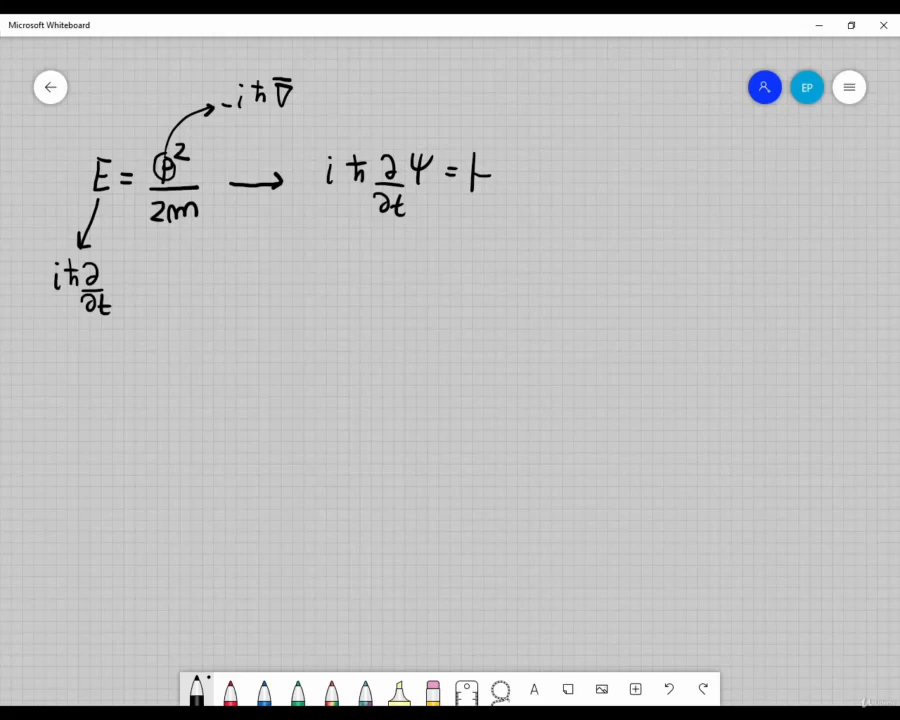 Microsoft Whiteboard
EP
-iħ∇̅
E = p²/2m → iħ ∂/∂t ψ = 
iħ ∂/∂t
A